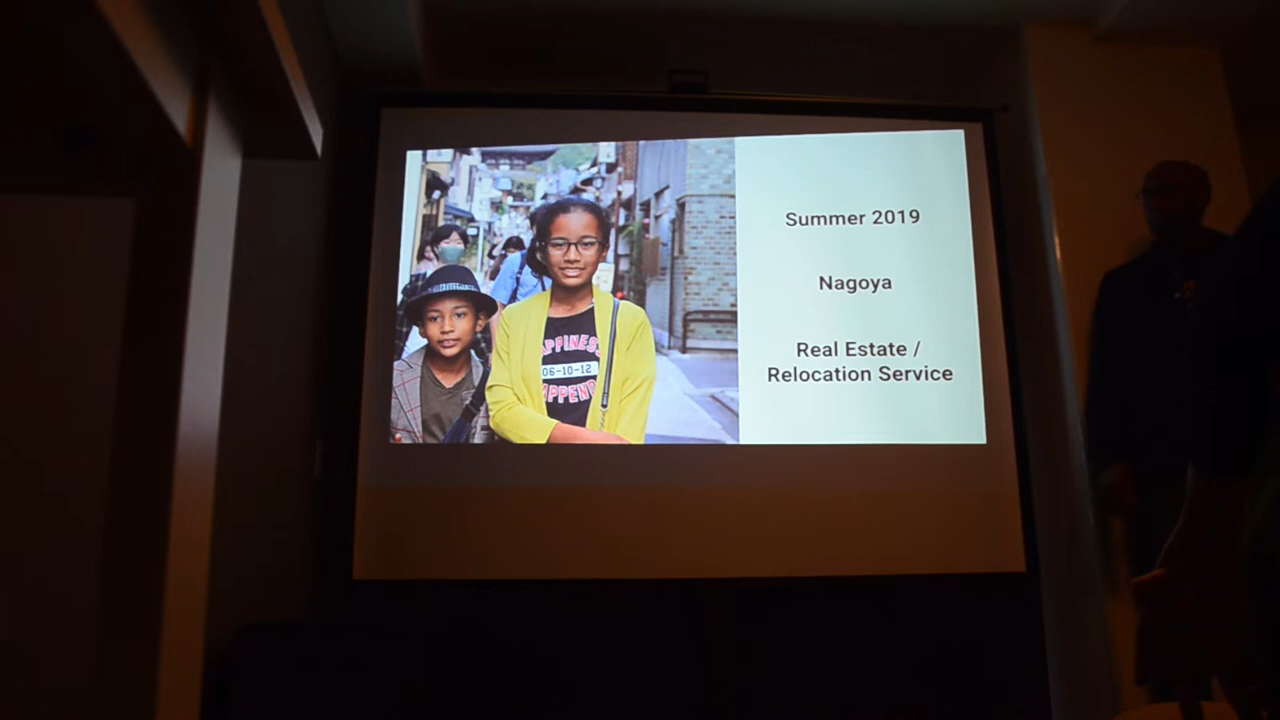 Summer 2019
Nagoya
Real Estate /
Relocation Service
06-10-12